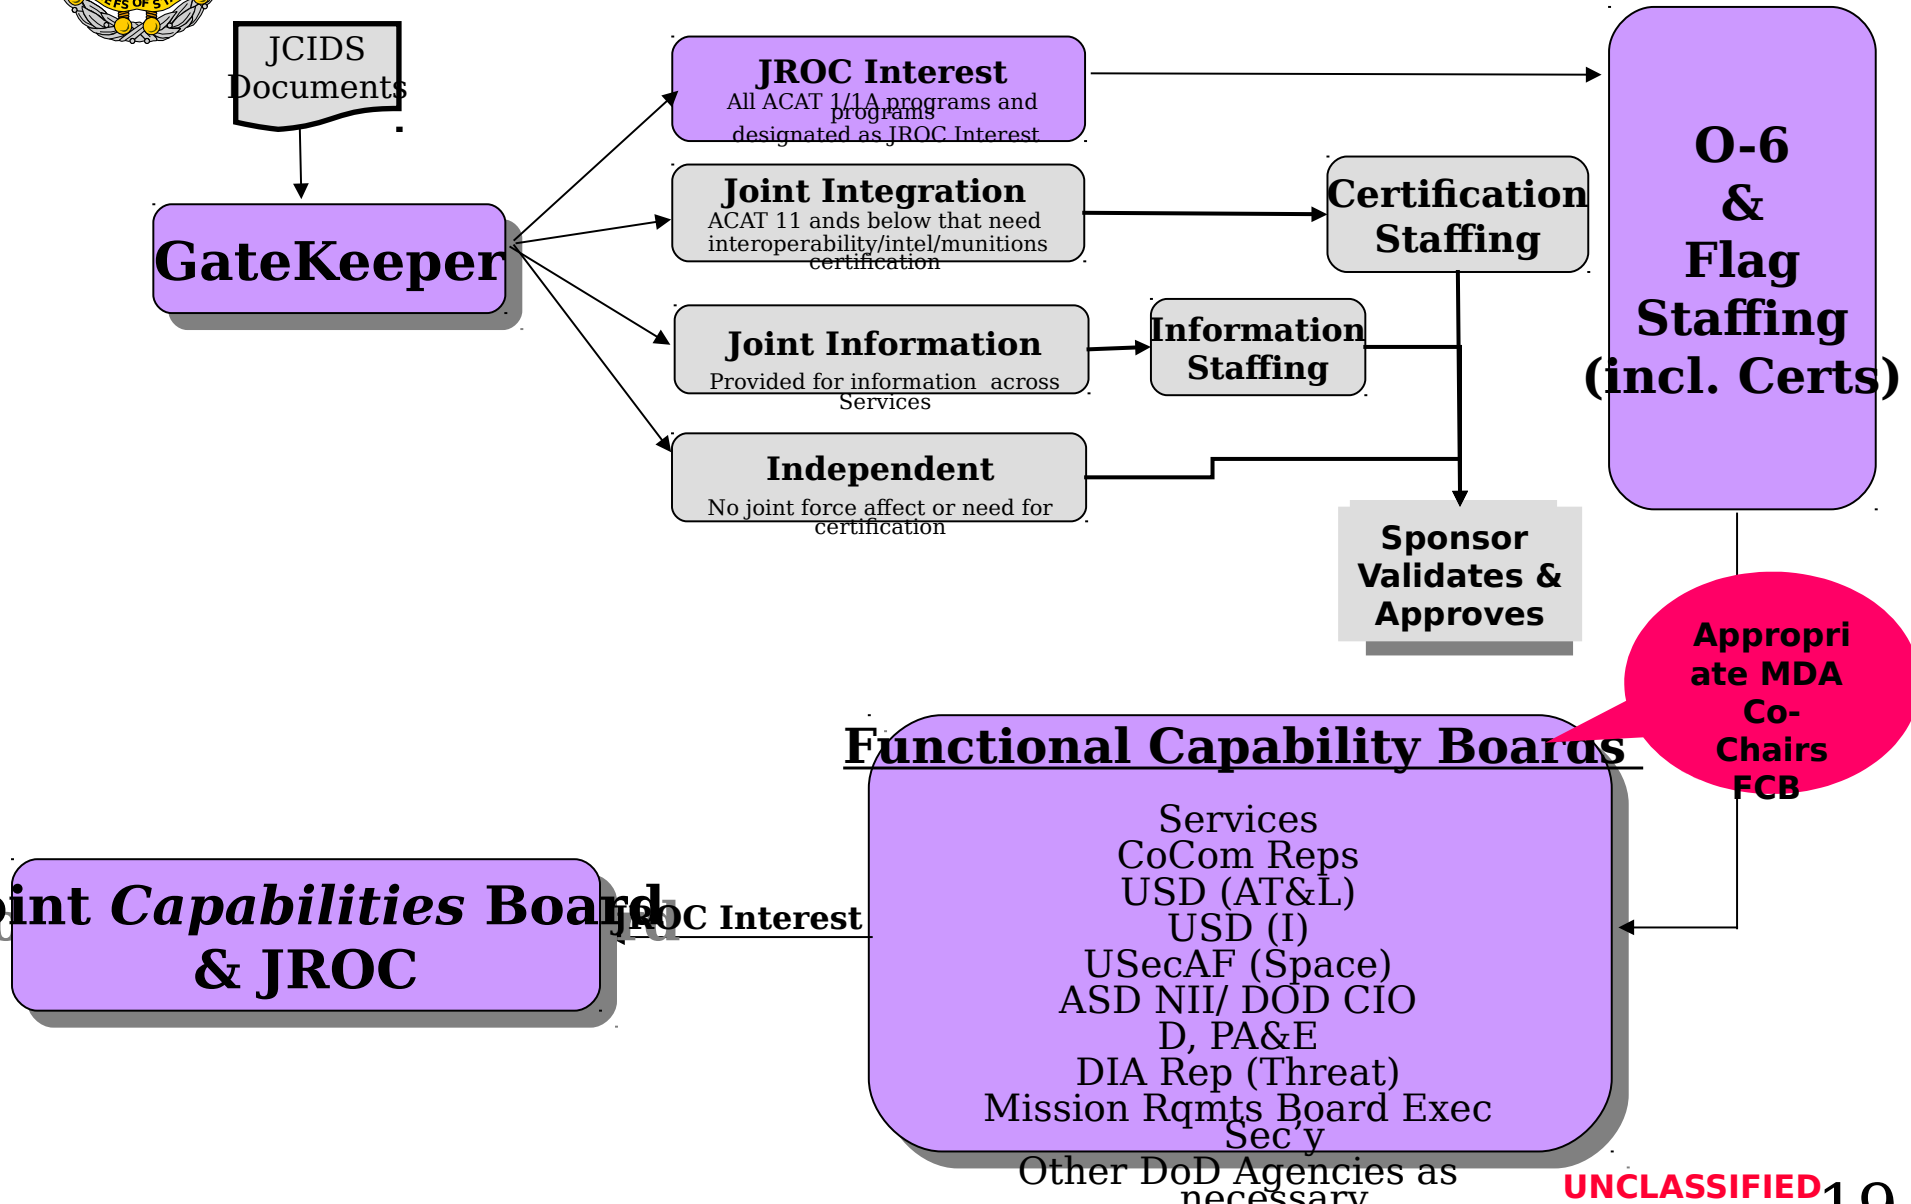 EFS OF S
JCIDS
Documents
JROC Interest
All ACAT 1/1A programs and
programs
designated as JROC Interest
Joint Integration
ACAT 11 ands below that need
interoperability/intel/munitions
certification
Certification
Staffing
O-6
&
Flag
Staffing
(incl. Certs)
GateKeeper
Joint Information
Provided for information  across
Services
Information
Staffing
Independent
No joint force affect or need for
certification
Sponsor
Validates &
Approves
Appropri
ate MDA
Co-
Chairs
FCB
Functional Capability Boards
Services
CoCom Reps
USD (AT&L)
USD (I)
USecAF (Space)
ASD NII/ DOD CIO
D, PA&E
DIA Rep (Threat)
Mission Rqmts Board Exec
Sec’y
Other DoD Agencies as
necessary
oint Capabilities Board
& JROC
JROC Interest
UNCLASSIFIED
19